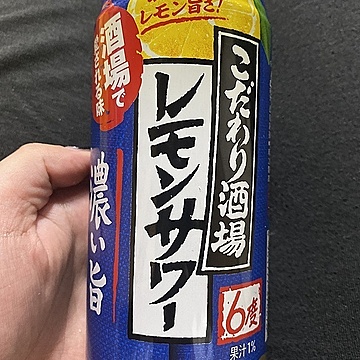 レモン旨さ!
酒場で
愛される味
こだわり酒場
レモンサワー
濃い旨
6度
果汁1%